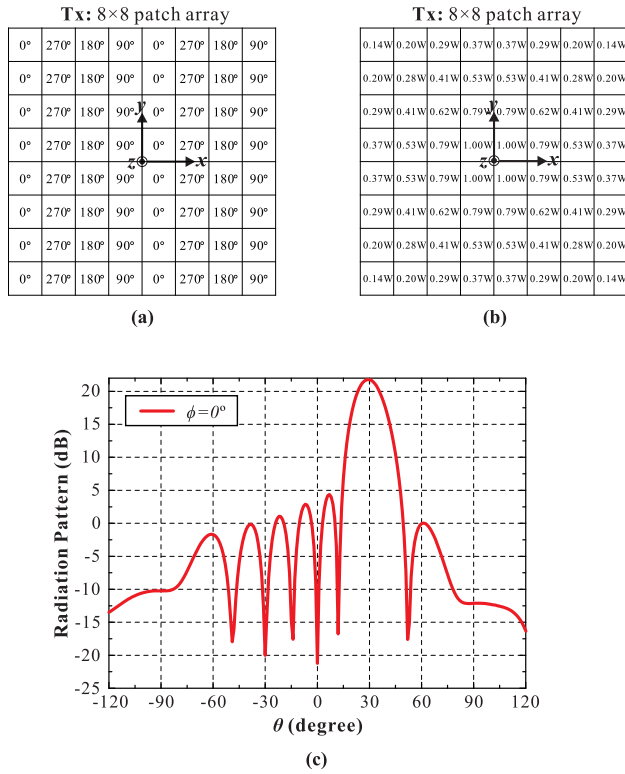 Tx: 8×8 patch array
0° 270° 180° 90° 0° 270° 180° 90°
0° 270° 180° 90° 0° 270° 180° 90°
0° 270° 180° 90° y 0° 270° 180° 90°
0° 270° 180° 90° 0° 270° 180° 90°
z x
0° 270° 180° 90° 0° 270° 180° 90°
0° 270° 180° 90° 0° 270° 180° 90°
0° 270° 180° 90° 0° 270° 180° 90°
0° 270° 180° 90° 0° 270° 180° 90°
(a)
Tx: 8×8 patch array
0.14W 0.20W 0.29W 0.37W 0.37W 0.29W 0.20W 0.14W
0.20W 0.28W 0.41W 0.53W 0.53W 0.41W 0.28W 0.20W
0.29W 0.41W 0.62W 0.79W y 0.79W 0.62W 0.41W 0.29W
0.37W 0.53W 0.79W 1.00W 1.00W 0.79W 0.53W 0.37W
z x
0.37W 0.53W 0.79W 1.00W 1.00W 0.79W 0.53W 0.37W
0.29W 0.41W 0.62W 0.79W 0.79W 0.62W 0.41W 0.29W
0.20W 0.28W 0.41W 0.53W 0.53W 0.41W 0.28W 0.20W
0.14W 0.20W 0.29W 0.37W 0.37W 0.29W 0.20W 0.14W
(b)
Radiation Pattern (dB)
20
15
10
5
0
-5
-10
-15
-20
-25
ϕ=0°
-120 -90 -60 -30 0 30 60 90 120
θ (degree)
(c)